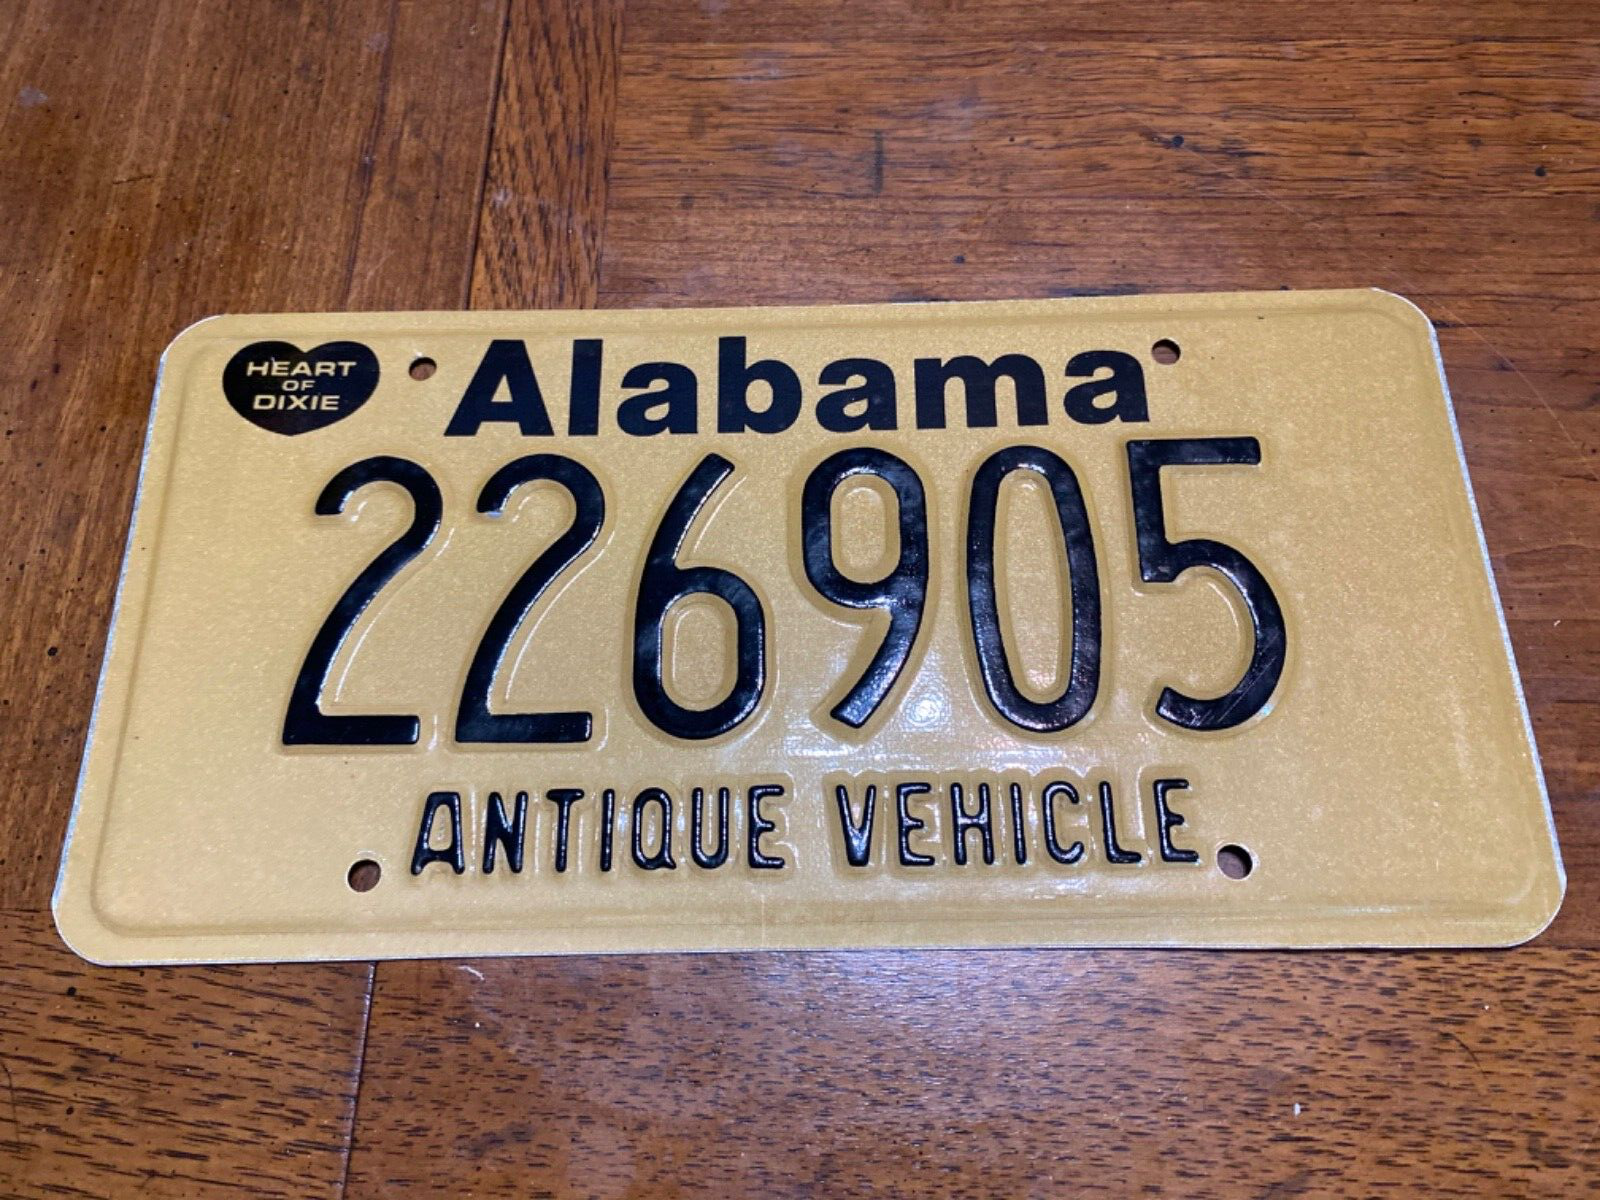 HEART
OF
DIXIE
Alabama
226905
ANTIQUE VEHICLE